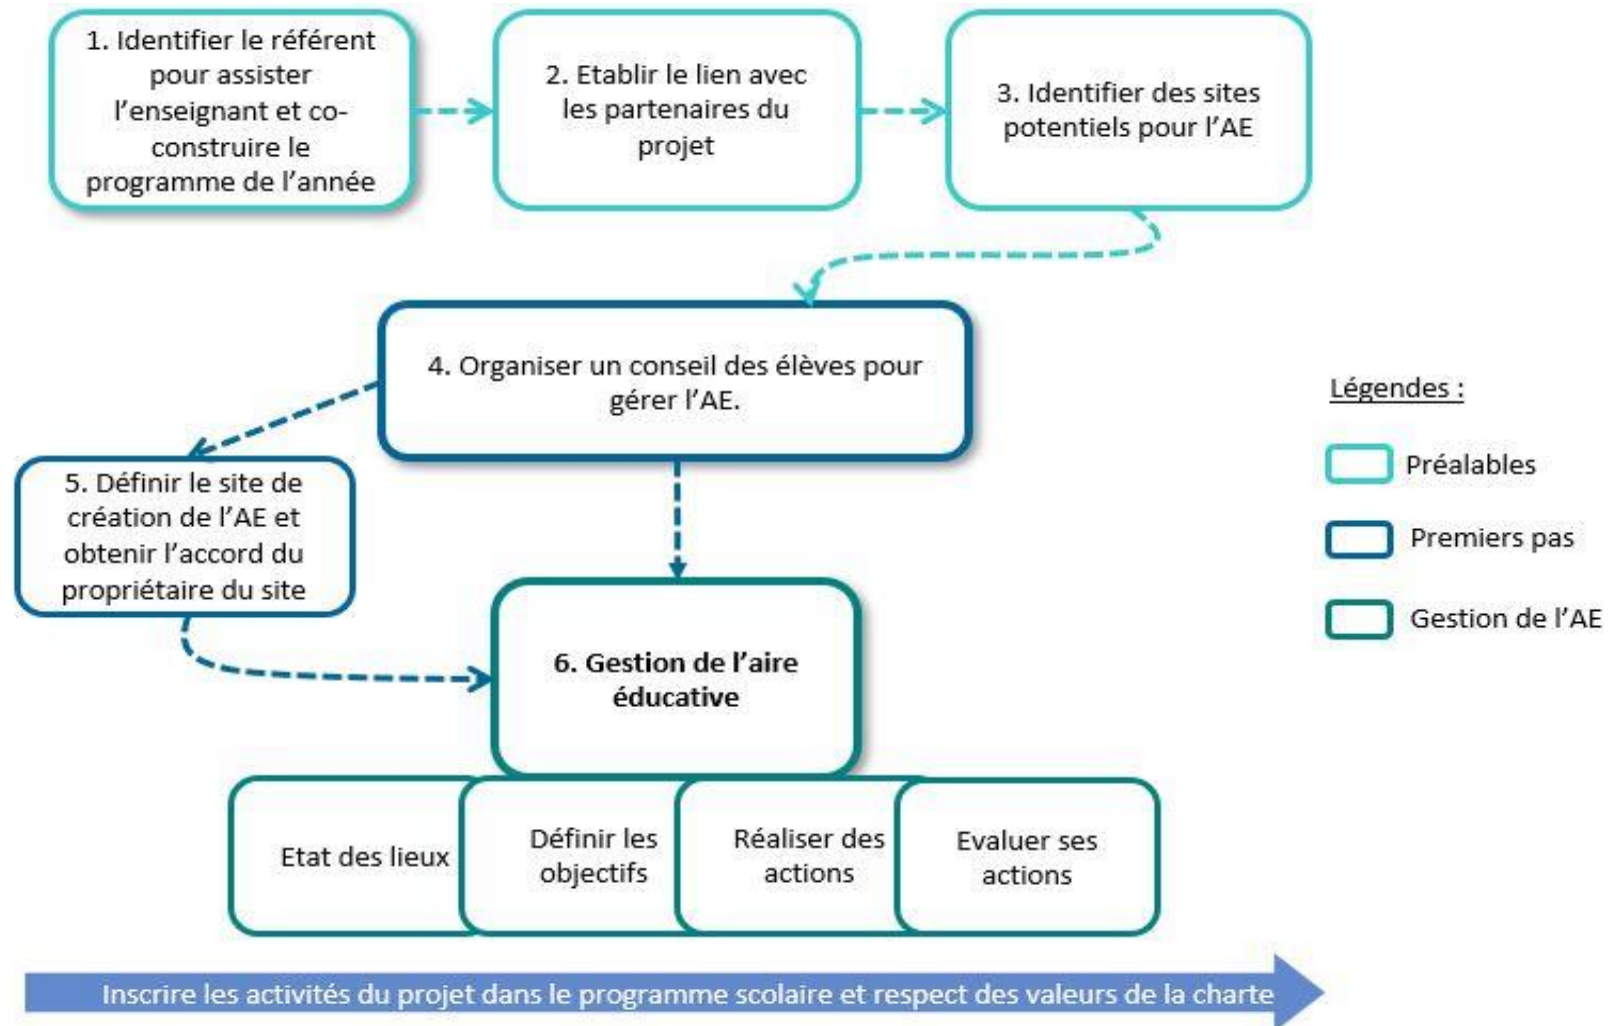 1. Identifier le référent
pour assister
l’enseignant et co-
construire le
programme de l’année
2. Etablir le lien avec
les partenaires du
projet
3. Identifier des sites
potentiels pour l’AE
4. Organiser un conseil des élèves pour
gérer l’AE.
5. Définir le site de
création de l’AE et
obtenir l’accord du
propriétaire du site
6. Gestion de l’aire
éducative
Etat des lieux
Définir les
objectifs
Réaliser des
actions
Evaluer ses
actions
Légendes :
Préalables
Premiers pas
Gestion de l’AE
Inscrire les activités du projet dans le programme scolaire et respect des valeurs de la charte